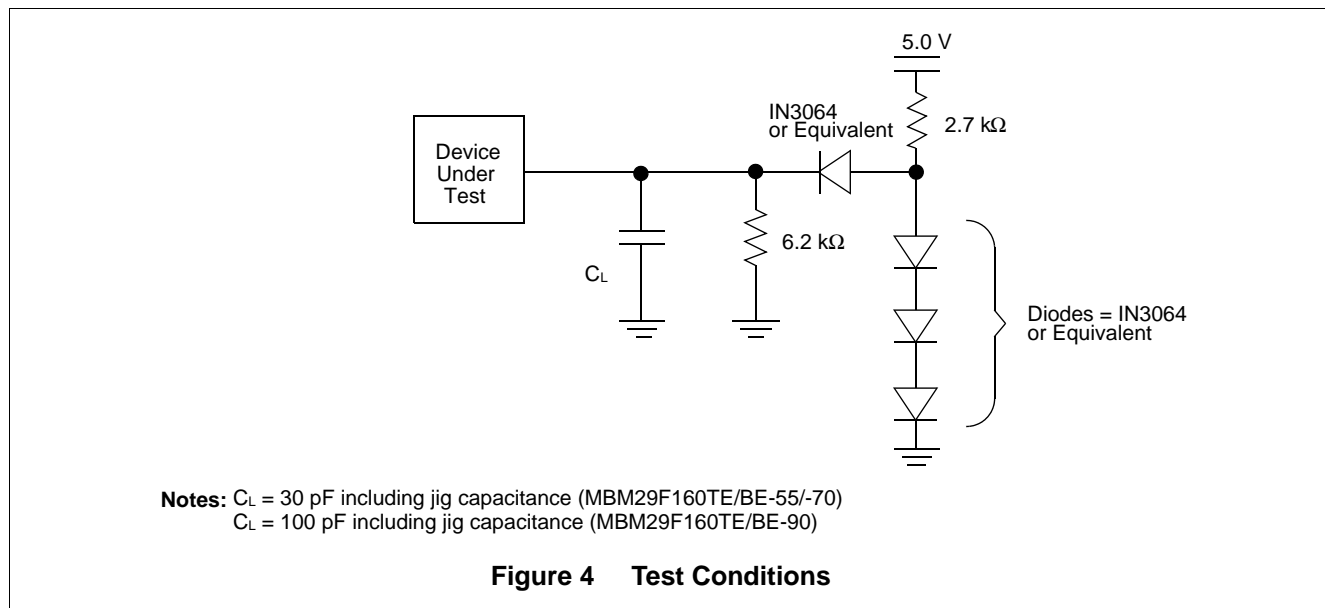 5.0 V
IN3064
or Equivalent
2.7 kΩ
Device
Under
Test
6.2 kΩ
CL
Diodes = IN3064
or Equivalent
Notes: CL = 30 pF including jig capacitance (MBM29F160TE/BE-55/-70)
CL = 100 pF including jig capacitance (MBM29F160TE/BE-90)
Figure 4 Test Conditions